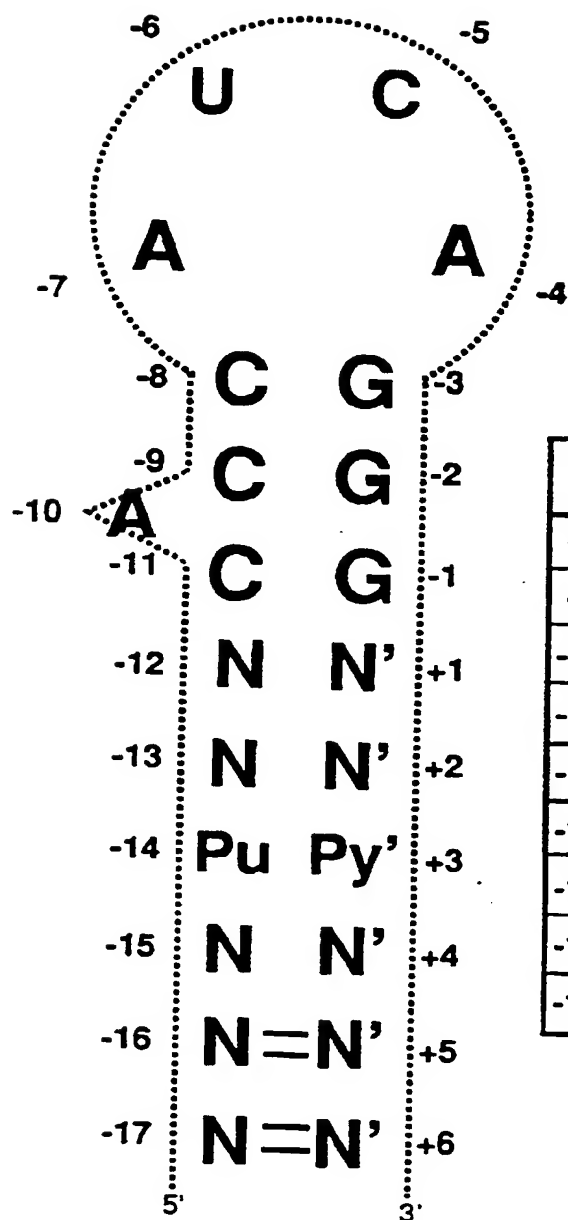 -6 -5
U C
A A
-7 -4
-8 C G -3
-9 C G -2
-10 A
-11 C G -1
-12 N N’ +1
-13 N N’ +2
-14 Pu Py’ +3
-15 N N’ +4
-16 N = N’ +5
-17 N = N’ +6
5’ 3’